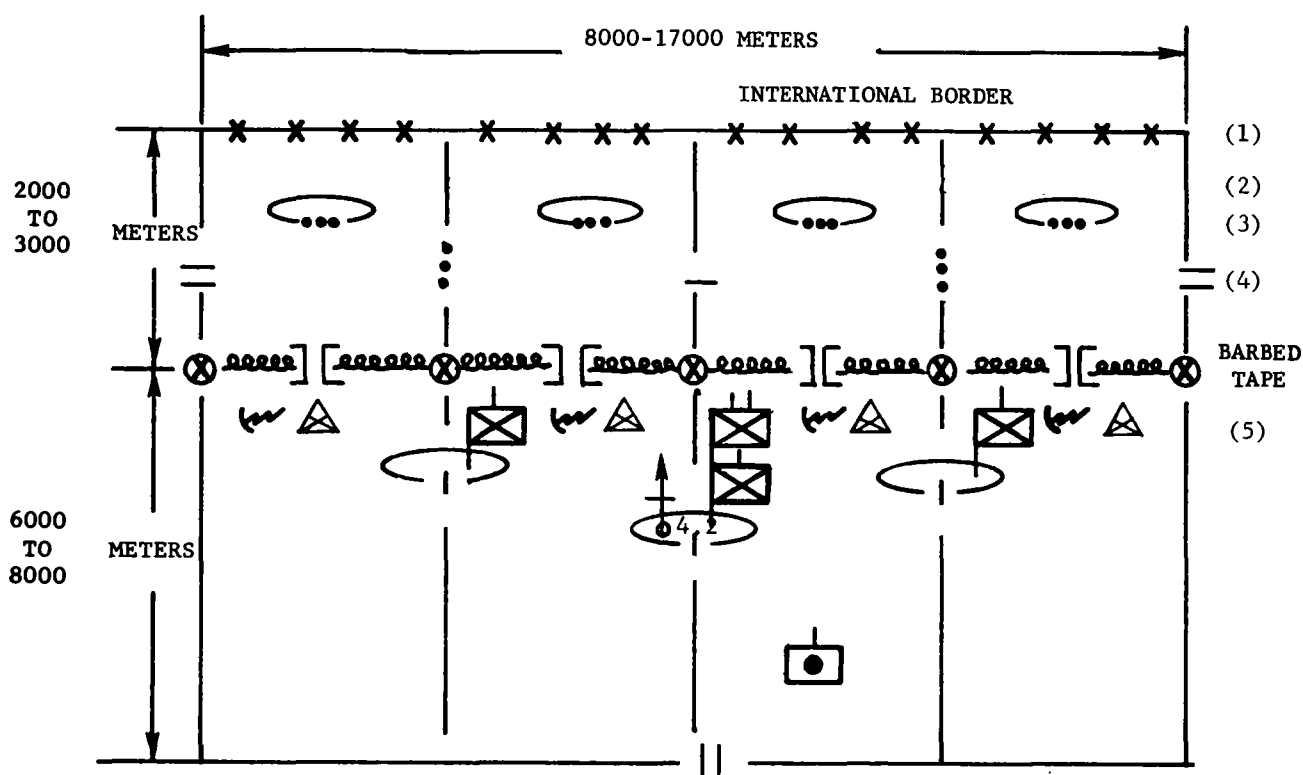 8000-17000 METERS
INTERNATIONAL BORDER
(1)
2000
TO
3000
METERS
(2)
(3)
(4)
BARBED
TAPE
(5)
4.2
6000
TO
8000
METERS